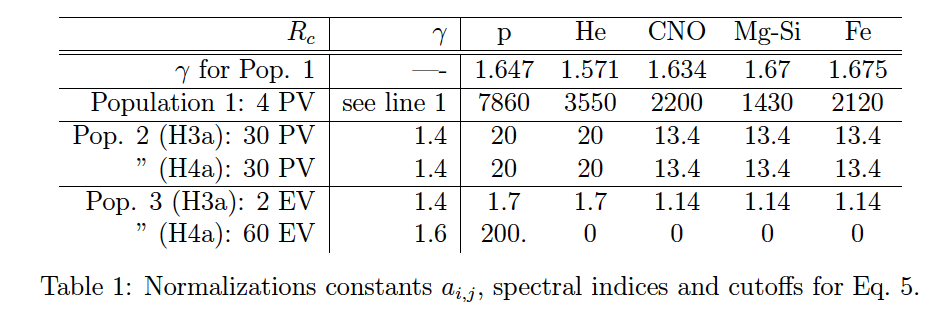 R_c γ p He CNO Mg-Si Fe
γ for Pop. 1 —- 1.647 1.571 1.634 1.67 1.675
Population 1: 4 PV see line 1 7860 3550 2200 1430 2120
Pop. 2 (H3a): 30 PV 1.4 20 20 13.4 13.4 13.4
” (H4a): 30 PV 1.4 20 20 13.4 13.4 13.4
Pop. 3 (H3a): 2 EV 1.4 1.7 1.7 1.14 1.14 1.14
” (H4a): 60 EV 1.6 200. 0 0 0 0
Table 1: Normalizations constants a_{i,j}, spectral indices and cutoffs for Eq. 5.